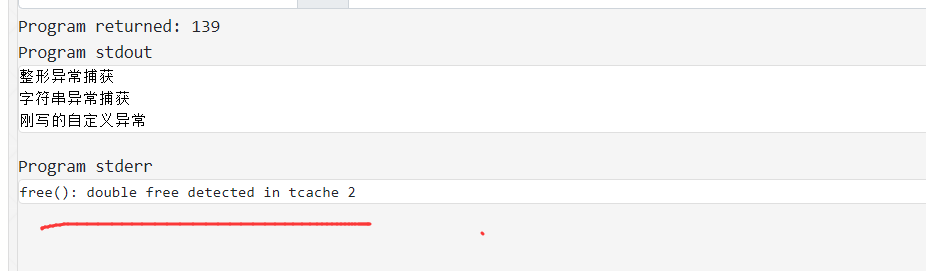 Program returned: 139
Program stdout
整形异常捕获
字符串异常捕获
刚写的自定义异常
Program stderr
free(): double free detected in tcache 2